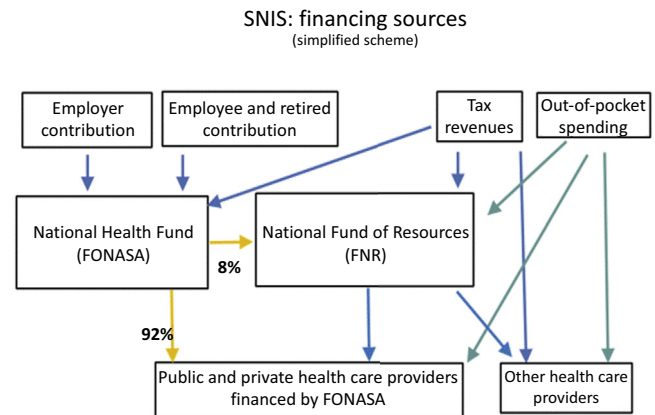 SNIS: financing sources
(simplified scheme)
Employer
contribution
Employee and retired
contribution
Tax
revenues
Out-of-pocket
spending
National Health Fund
(FONASA)
8%
National Fund of Resources
(FNR)
92%
Public and private health care providers
financed by FONASA
Other health care
providers